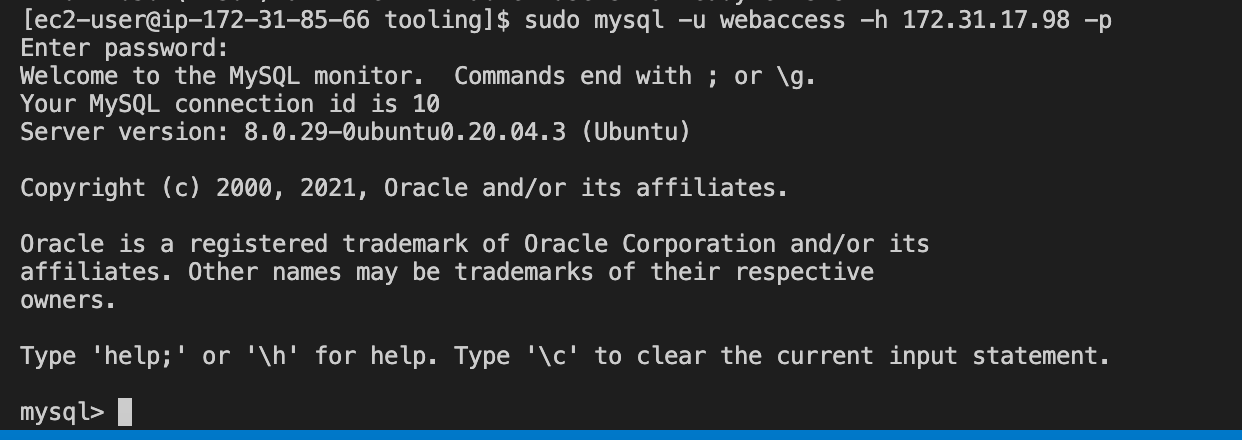 [ec2-user@ip-172-31-85-66 tooling]$ sudo mysql -u webaccess -h 172.31.17.98 -p
Enter password:
Welcome to the MySQL monitor.  Commands end with ; or \g.
Your MySQL connection id is 10
Server version: 8.0.29-0ubuntu0.20.04.3 (Ubuntu)
Copyright (c) 2000, 2021, Oracle and/or its affiliates.
Oracle is a registered trademark of Oracle Corporation and/or its
affiliates. Other names may be trademarks of their respective
owners.
Type 'help;' or '\h' for help. Type '\c' to clear the current input statement.
mysql>